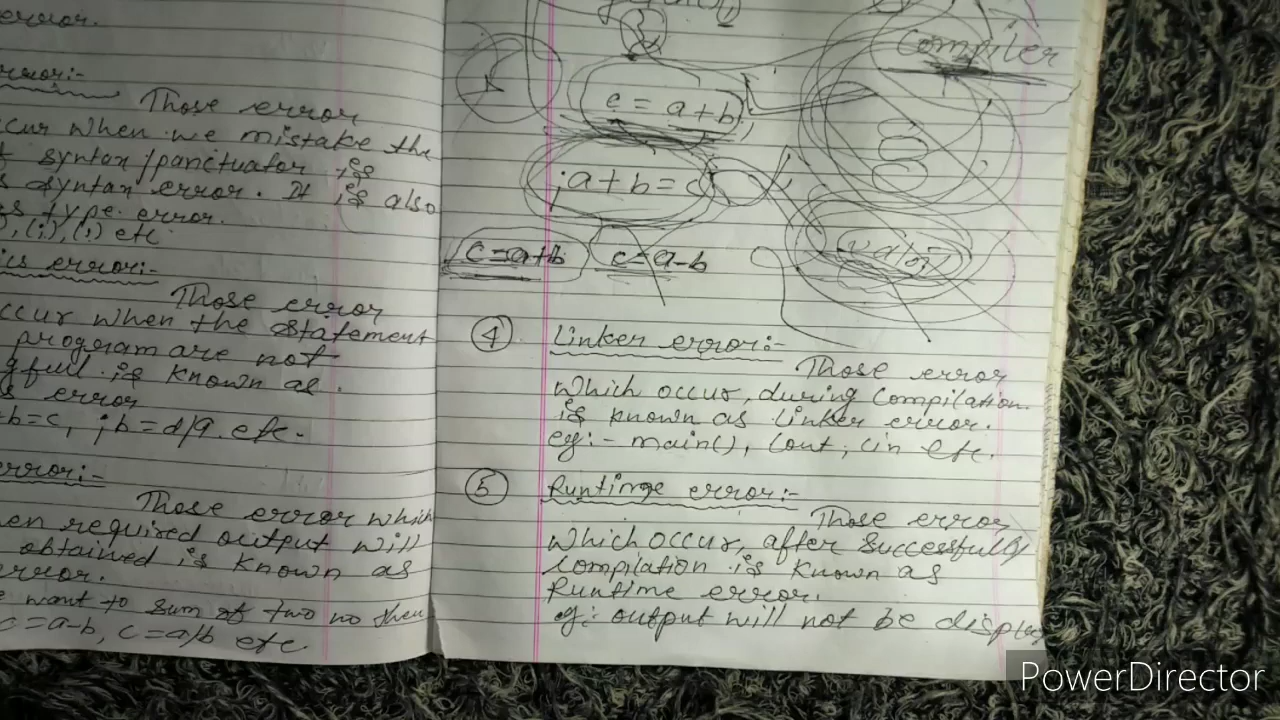 error.
rror:-
Those error
cur when we mistake the
syntax/panctuator is
s syntax error. It is also
s type error.
), (;), (,) etc
ics error:-
Those error
ccur when the statement
program are not
gfull is known as
s error
+b=c, ;b=d/9. etc.
error:-
Those error which
en required output will
obtained is known as
error.
e want to sum of two no then
c=a-b, c=a/b etc
Compiler
c = a+b;
;a+b=c
c=a+b c=a-b
④ Linker error:-
Those error
which occur, during compilation
is known as linker error.
eg:- main(), cout, cin etc.
⑤ Runtime error:-
Those error
which occur, after successfully
compilation is known as
Runtime error.
eg: output will not be display
PowerDirector